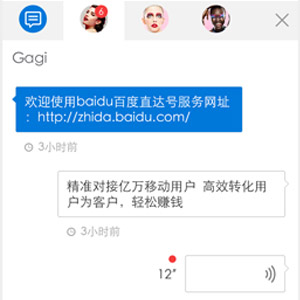 6
Gagi
欢迎使用baidu百度直达号服务网址
：http://zhida.baidu.com/
3小时前
精准对接亿万移动用户 高效转化用
户为客户，轻松赚钱
3小时前
12″